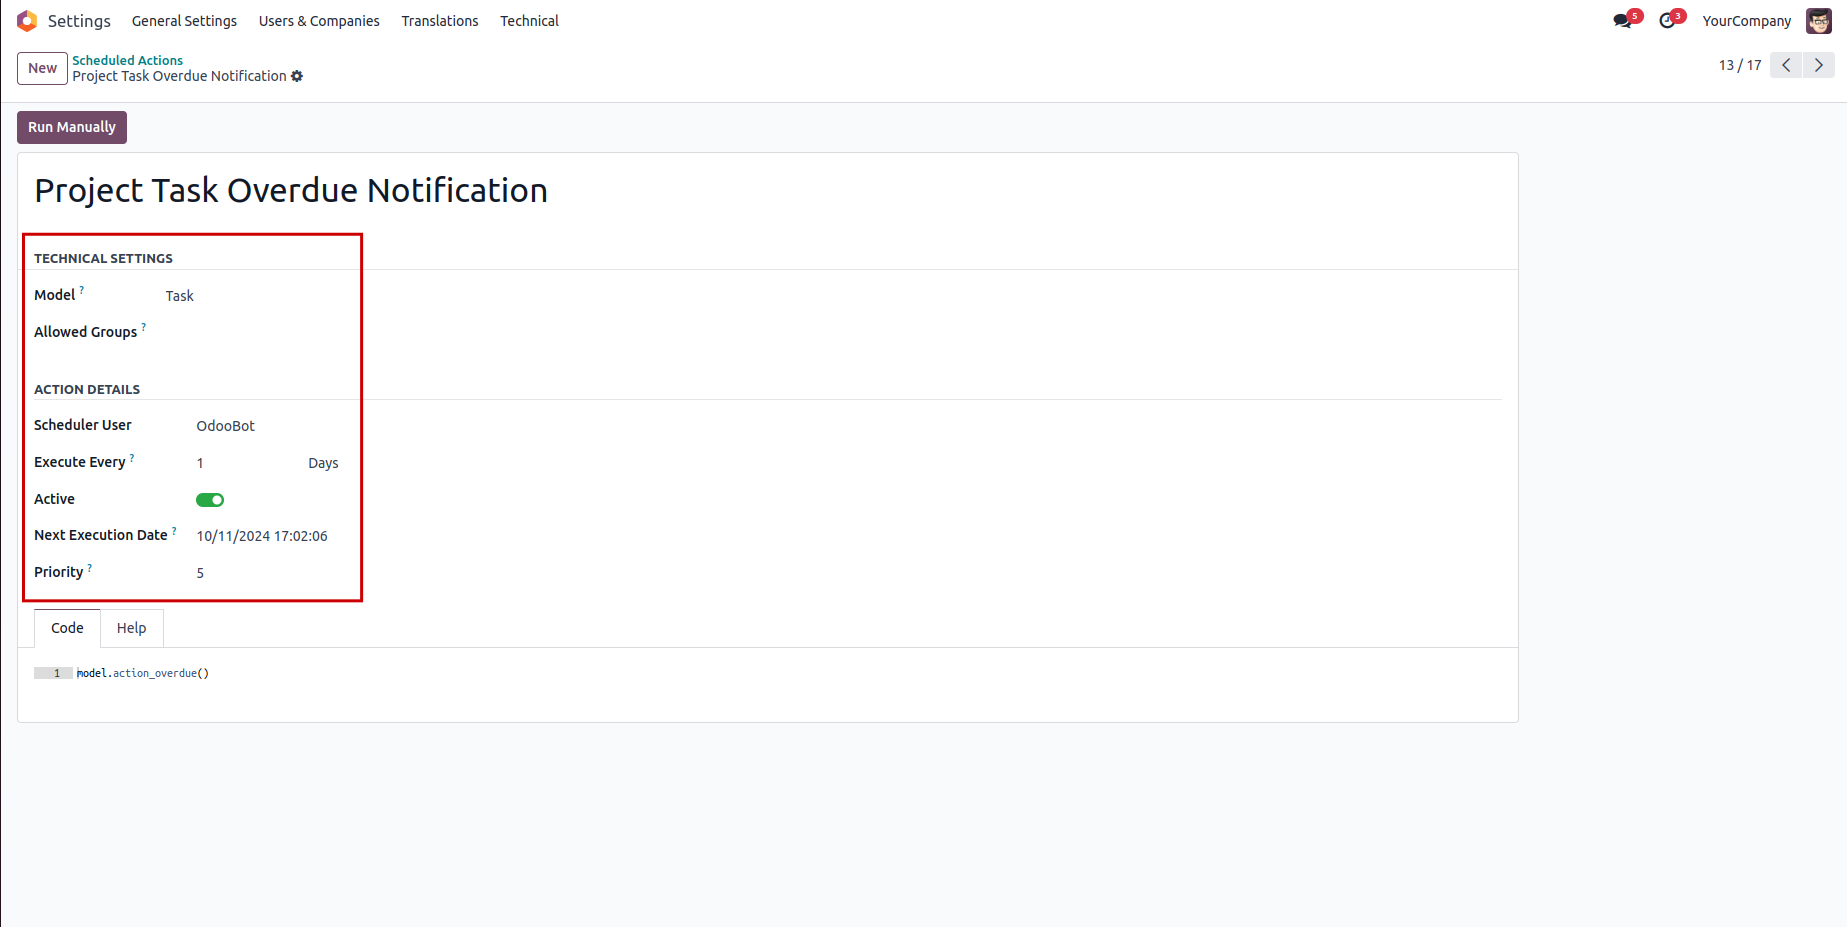 Settings General Settings Users & Companies Translations Technical 5 3 YourCompany
New Scheduled Actions
Project Task Overdue Notification 13 / 17
Run Manually
Project Task Overdue Notification
TECHNICAL SETTINGS
Model ? Task
Allowed Groups ?
ACTION DETAILS
Scheduler User OdooBot
Execute Every ? 1 Days
Active
Next Execution Date ? 10/11/2024 17:02:06
Priority ? 5
Code Help
1 model.action_overdue()